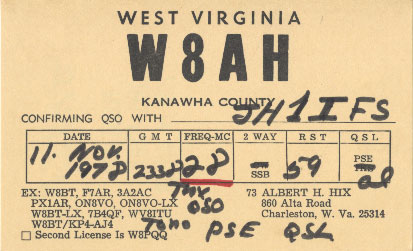 WEST VIRGINIA
W8AH
KANAWHA COUNTY
CONFIRMING QSO WITH JH1IFS
DATE GMT FREQ-MC 2 WAY RST QSL
11. NOV. 1978 2338 28 SSB 59 PSE
EX: W8BT, F7AR, 3A2AC
PX1AR, ON8VO, ON8VO-LX
W8BT-LX, 7B4QF, WV8ITU
W8BT/KP4-AJ4
Second License Is W8PQQ
TNX QSO
73 ALBERT H. HIX
860 Alta Road
Charleston, W. Va. 25314
PSE QSL